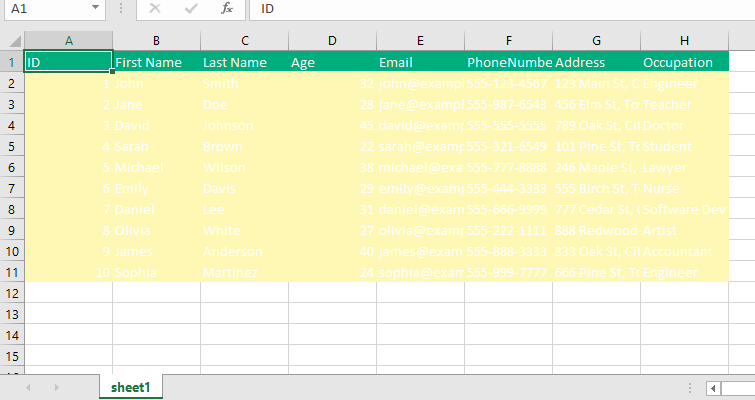 A1 fx ID
A B C D E F G H
1 ID First Name Last Name Age Email PhoneNumbe Address Occupation
2 1 John Smith 32 john@exampl 555-123-4567 123 Main St, C Engineer
3 2 Jane Doe 28 jane@examp 555-987-6543 456 Elm St, To Teacher
4 3 David Johnson 45 david@examp 555-555-5555 789 Oak St, Cit Doctor
5 4 Sarah Brown 22 sarah@examp 555-321-6549 101 Pine St, To Student
6 5 Michael Wilson 38 michael@exa 555-777-8888 246 Maple St, Lawyer
7 6 Emily Davis 29 emily@examp 555-444-3333 555 Birch St, T Nurse
8 7 Daniel Lee 31 daniel@exam 555-666-9999 777 Cedar St, Software Dev
9 8 Olivia White 27 olivia@examp 555-222-1111 888 Redwood Artist
10 9 James Anderson 40 james@exam 555-888-3333 333 Oak St, Cit Accountant
11 10 Sophia Martinez 24 sophia@exam 555-999-7777 666 Pine St, To Engineer
12
13
14
15
sheet1